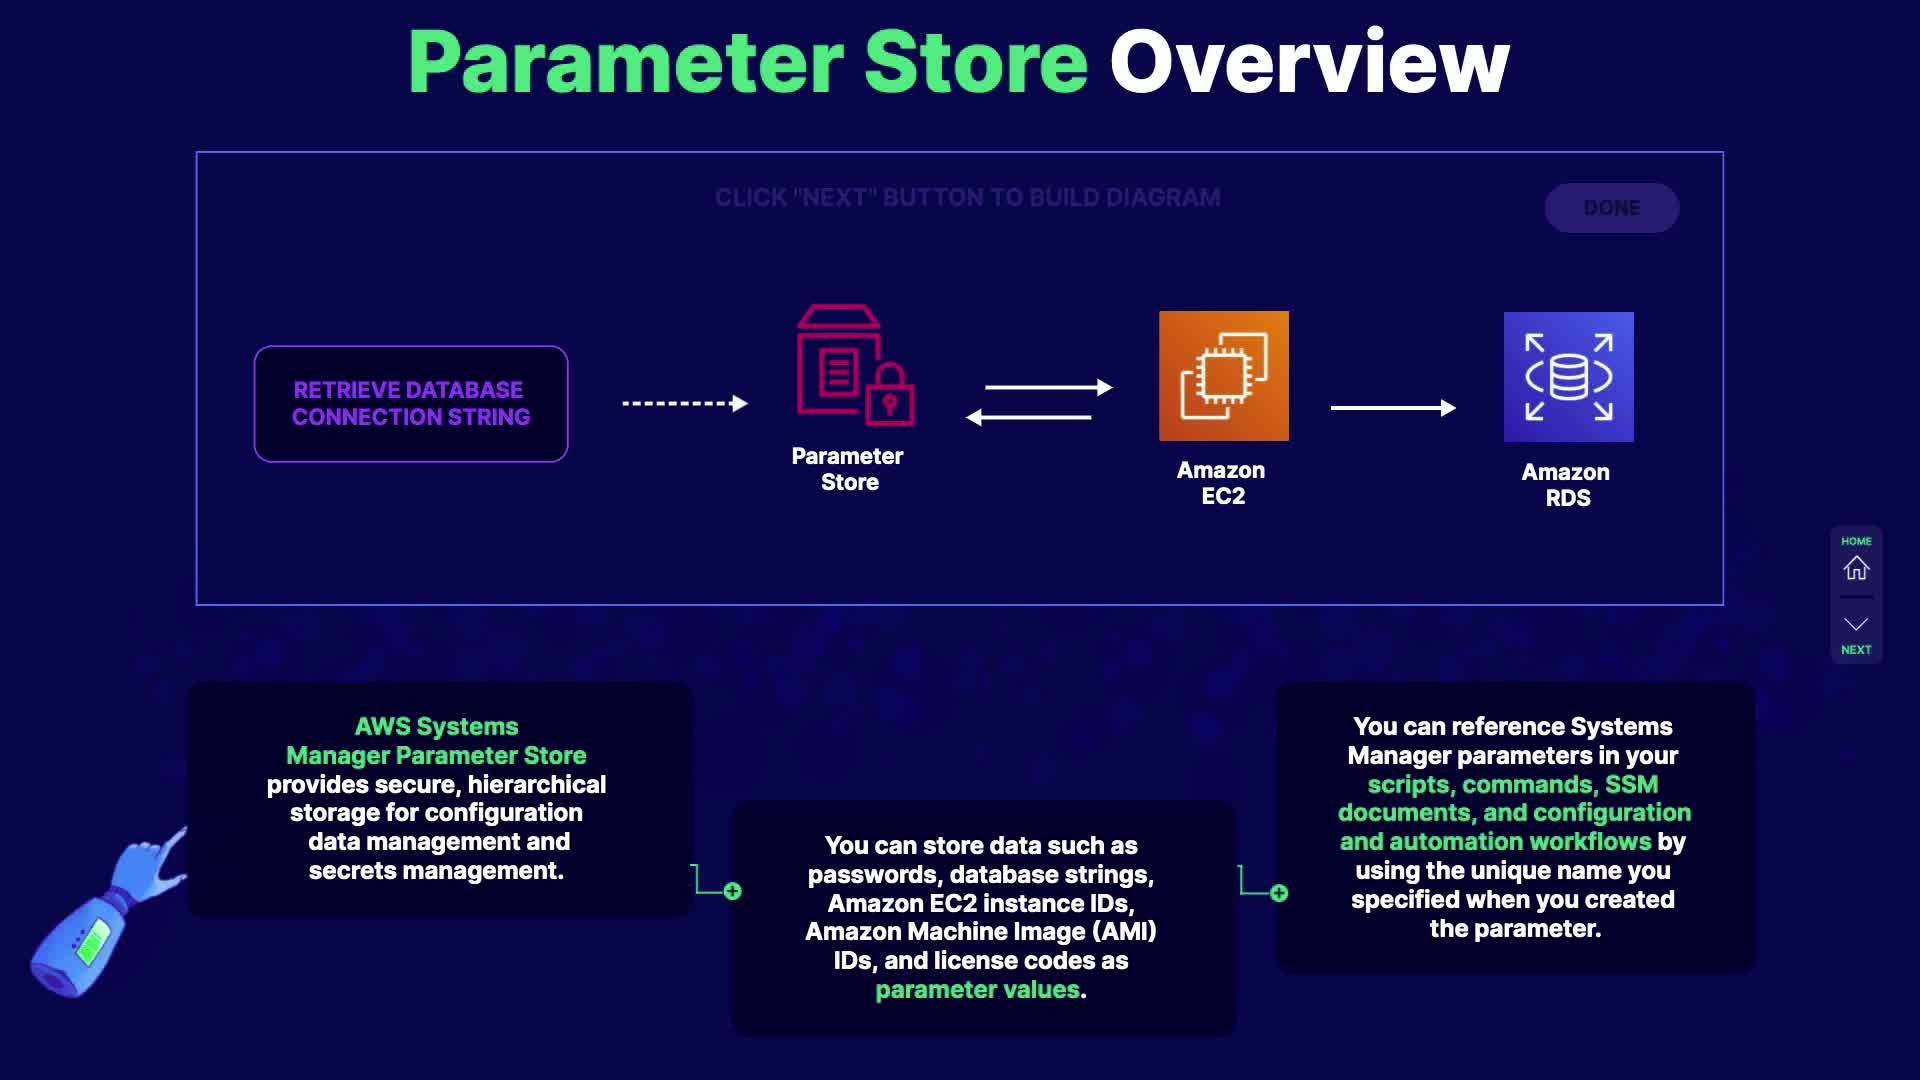 Parameter Store Overview
CLICK "NEXT" BUTTON TO BUILD DIAGRAM
DONE
RETRIEVE DATABASE
CONNECTION STRING
Parameter
Store
Amazon
EC2
Amazon
RDS
HOME
NEXT
AWS Systems
Manager Parameter Store
provides secure, hierarchical
storage for configuration
data management and
secrets management.
You can store data such as
passwords, database strings,
Amazon EC2 instance IDs,
Amazon Machine Image (AMI)
IDs, and license codes as
parameter values.
You can reference Systems
Manager parameters in your
scripts, commands, SSM
documents, and configuration
and automation workflows by
using the unique name you
specified when you created
the parameter.